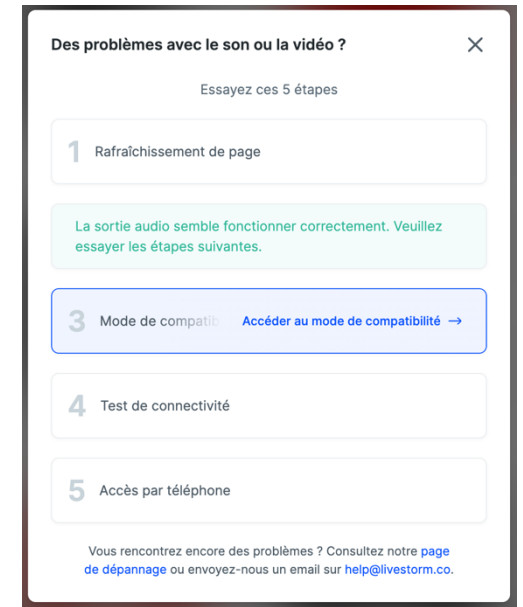 Des problèmes avec le son ou la vidéo ?
Essayez ces 5 étapes
1 Rafraîchissement de page
La sortie audio semble fonctionner correctement. Veuillez
essayer les étapes suivantes.
3 Mode de compatib Accéder au mode de compatibilité →
4 Test de connectivité
5 Accès par téléphone
Vous rencontrez encore des problèmes ? Consultez notre page
de dépannage ou envoyez-nous un email sur help@livestorm.co.